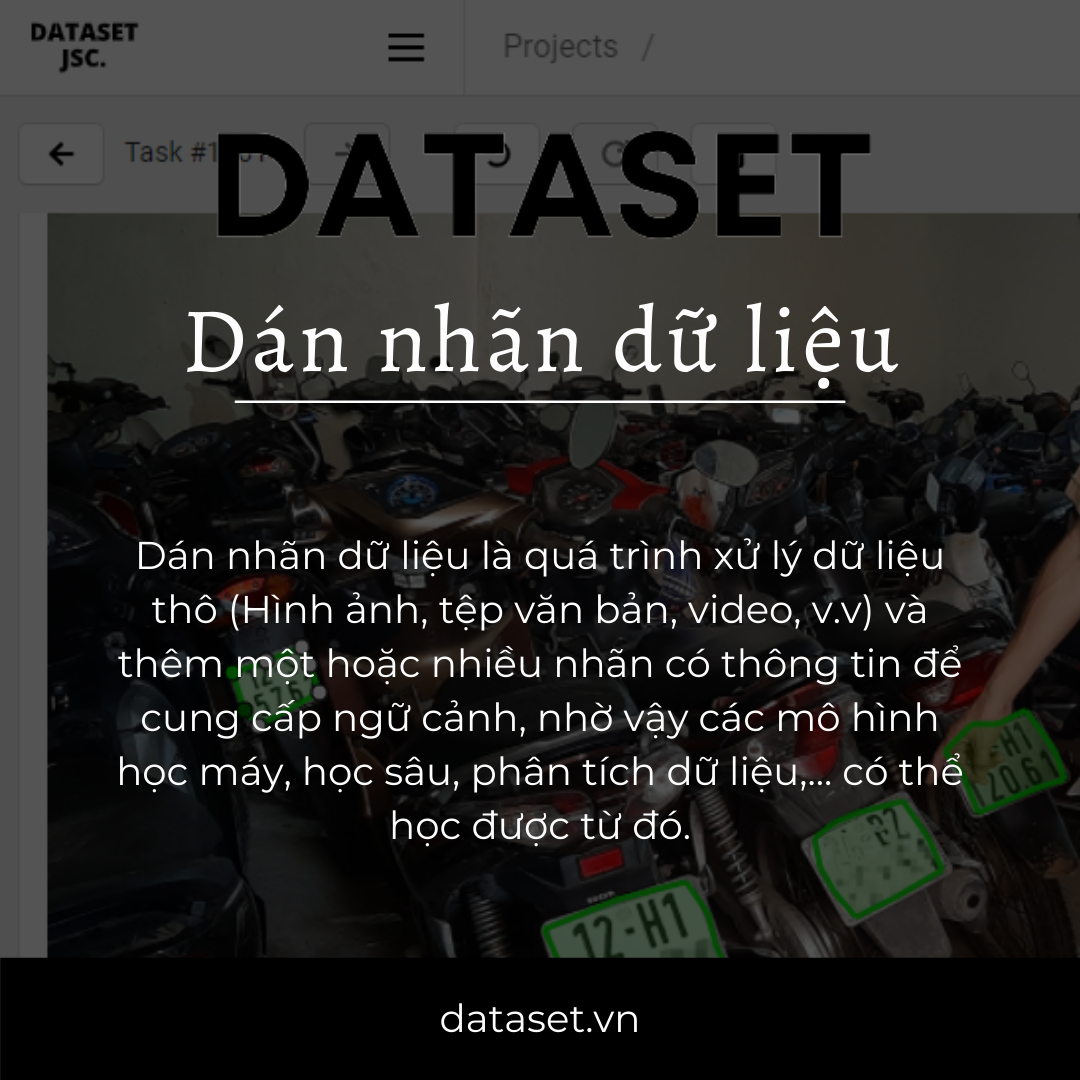 DATASET
JSC.
Projects /
Task #1
DATASET
Dán nhãn dữ liệu
Dán nhãn dữ liệu là quá trình xử lý dữ liệu
thô (Hình ảnh, tệp văn bản, video, v.v) và
thêm một hoặc nhiều nhãn có thông tin để
cung cấp ngữ cảnh, nhờ vậy các mô hình
học máy, học sâu, phân tích dữ liệu,... có thể
học được từ đó.
-H1
20.61
12-H1
dataset.vn